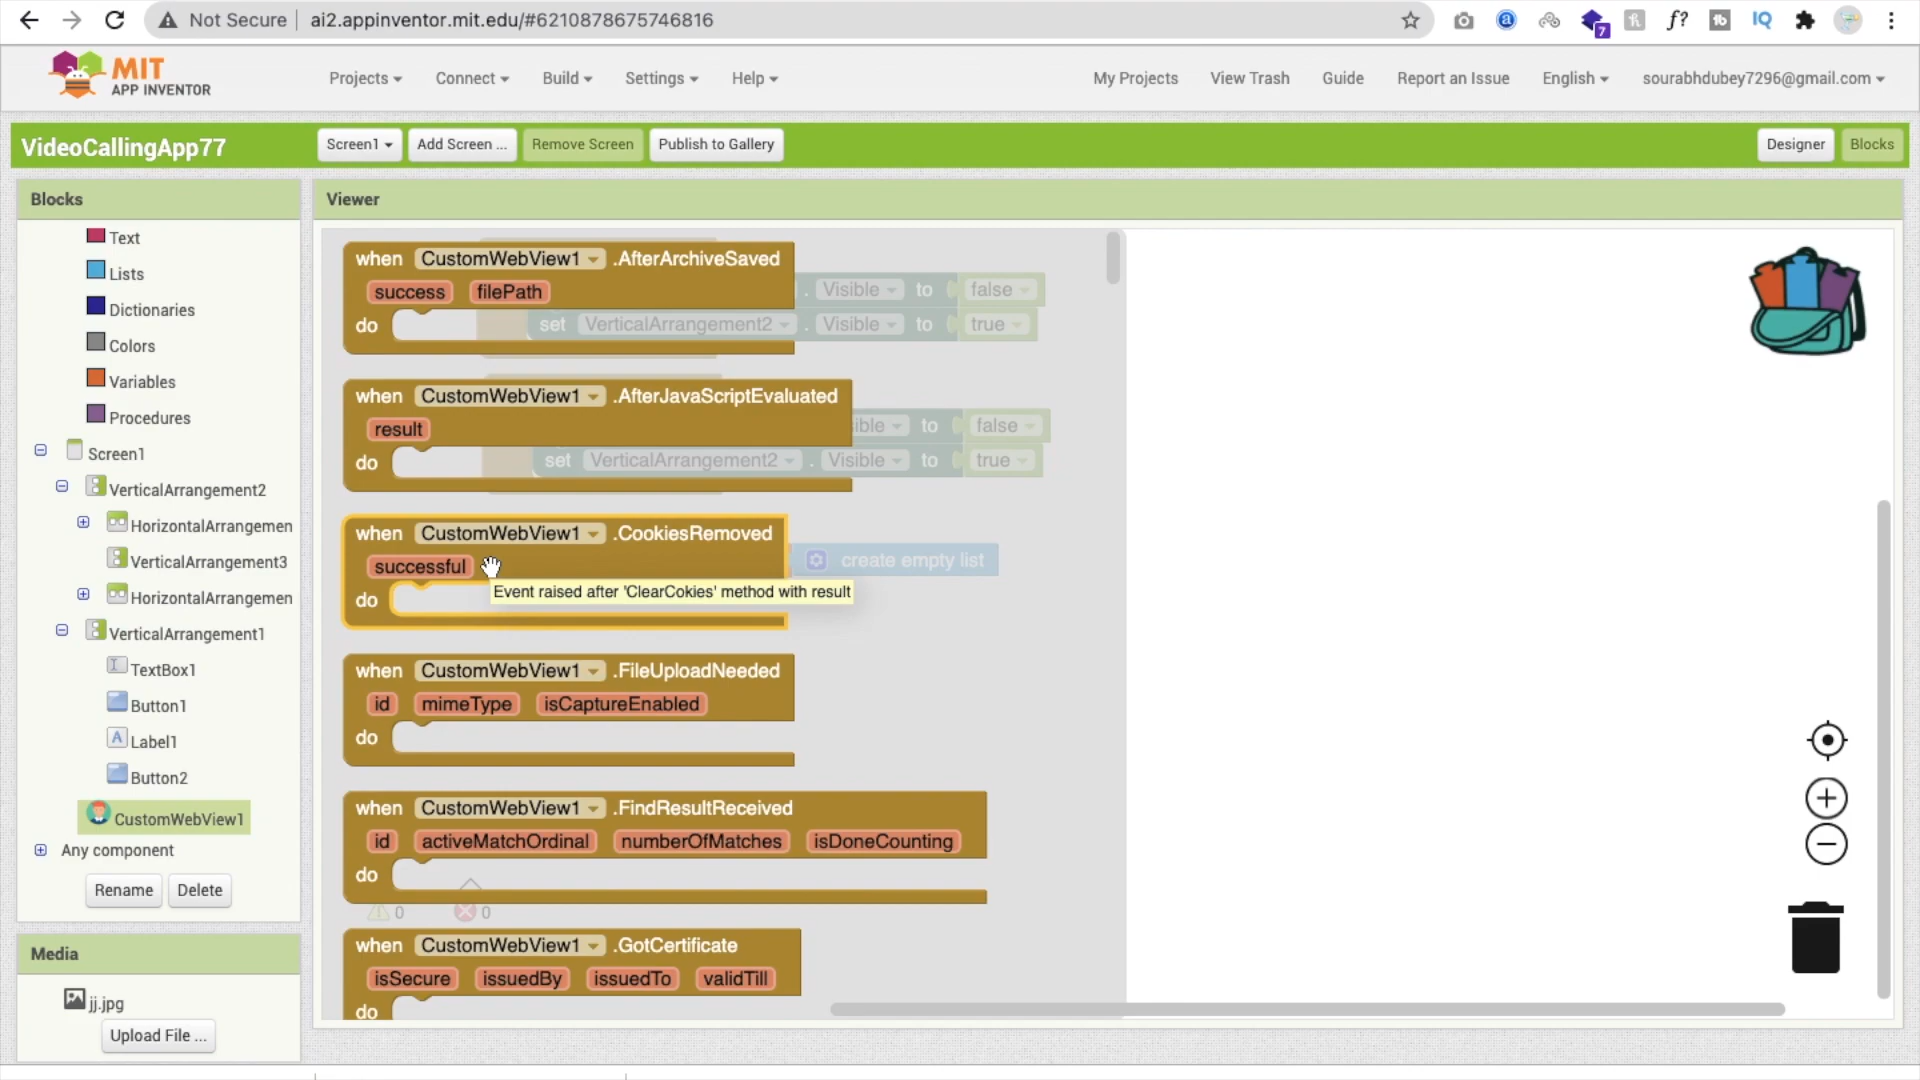 Not Secure
ai2.appinventor.mit.edu/#6210878675746816
7
f?
tb
IQ
MIT
APP INVENTOR
Projects
Connect
Build
Settings
Help
My Projects
View Trash
Guide
Report an Issue
English
sourabhdubey7296@gmail.com
VideoCallingApp77
Screen1
Add Screen ...
Remove Screen
Publish to Gallery
Designer
Blocks
Blocks
Text
Lists
Dictionaries
Colors
Variables
Procedures
Screen1
VerticalArrangement2
HorizontalArrangemen
VerticalArrangement3
HorizontalArrangemen
VerticalArrangement1
TextBox1
Button1
Label1
Button2
CustomWebView1
Any component
Rename
Delete
Media
jj.jpg
Upload File ...
Viewer
when CustomWebView1 .AfterArchiveSaved
success filePath
. Visible to false
do
set VerticalArrangement2 . Visible to true
when CustomWebView1 .AfterJavaScriptEvaluated
result
ible to false
do
set VerticalArrangement2 . Visible to true
when CustomWebView1 .CookiesRemoved
successful
create empty list
do
Event raised after 'ClearCokies' method with result
when CustomWebView1 .FileUploadNeeded
id mimeType isCaptureEnabled
do
when CustomWebView1 .FindResultReceived
id activeMatchOrdinal numberOfMatches isDoneCounting
do
0 0
when CustomWebView1 .GotCertificate
isSecure issuedBy issuedTo validTill
do